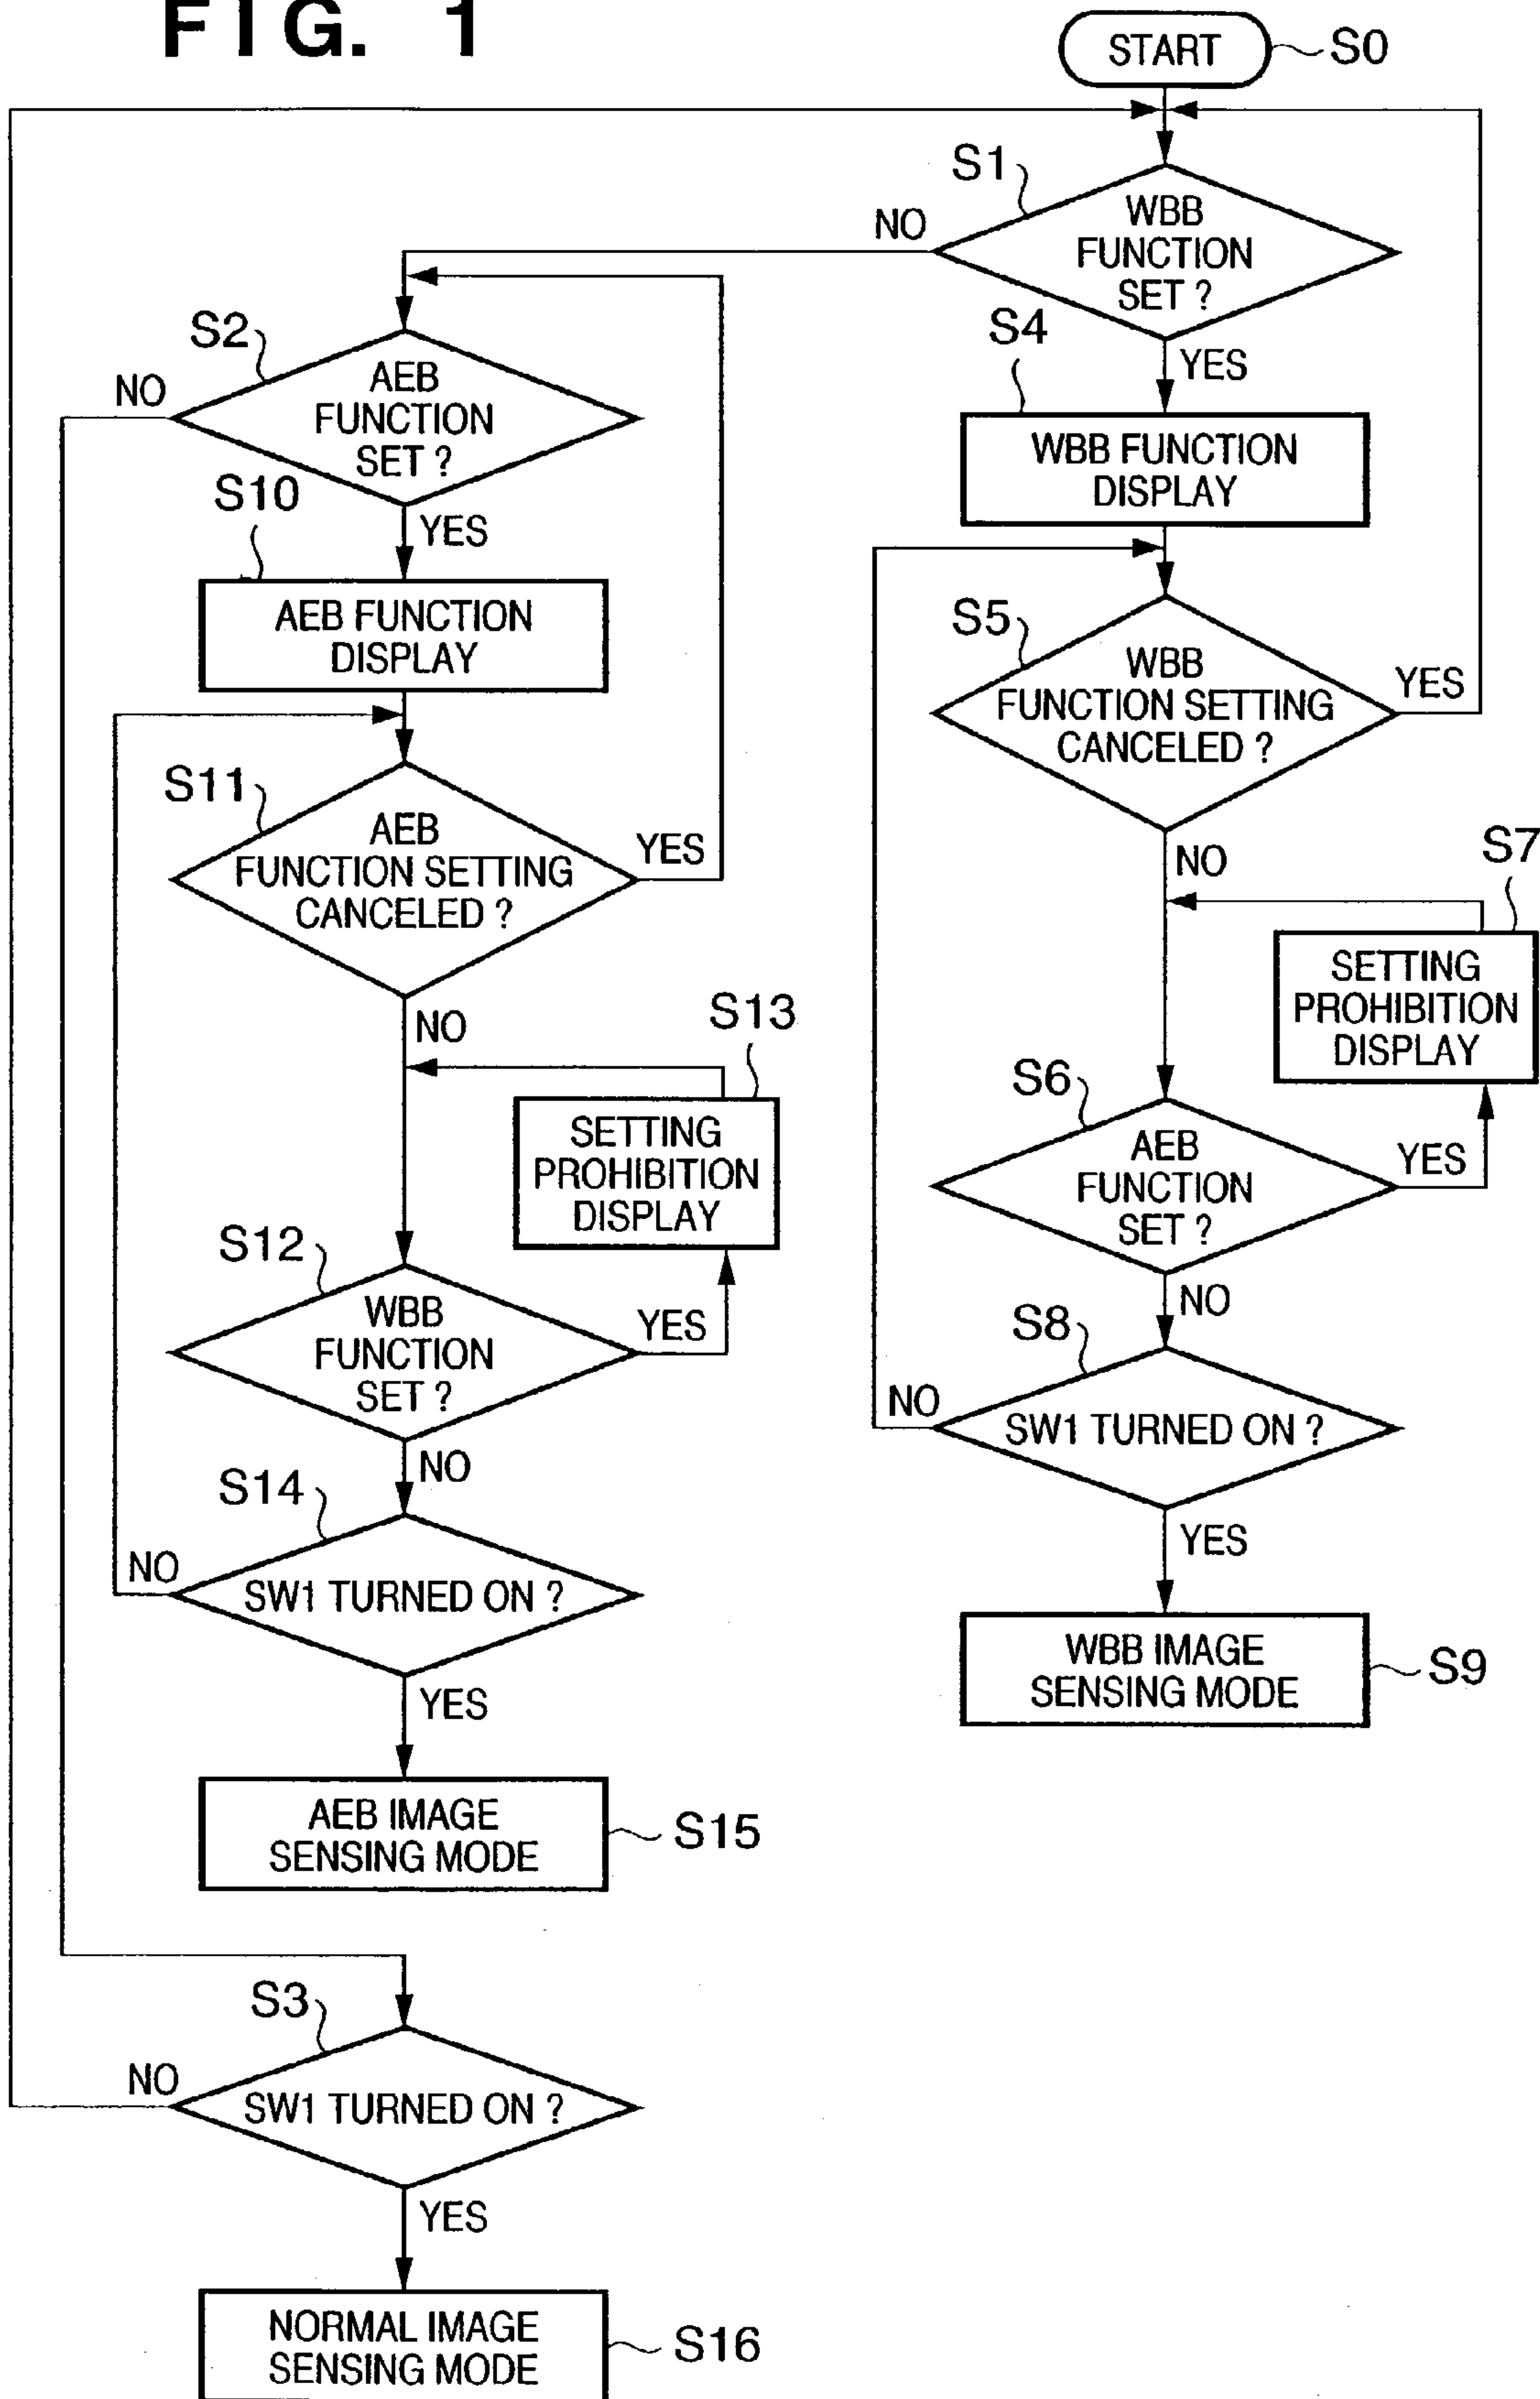 FIG. 1
START
S0
S1
WBB
FUNCTION
SET ?
NO
YES
S2
AEB
FUNCTION
SET ?
NO
YES
S4
WBB FUNCTION
DISPLAY
S10
AEB FUNCTION
DISPLAY
S5
WBB
FUNCTION SETTING
CANCELED ?
YES
NO
S11
AEB
FUNCTION SETTING
CANCELED ?
YES
NO
S7
SETTING
PROHIBITION
DISPLAY
S13
SETTING
PROHIBITION
DISPLAY
S6
AEB
FUNCTION
SET ?
YES
NO
S12
WBB
FUNCTION
SET ?
YES
NO
S8
SW1 TURNED ON ?
NO
YES
S14
SW1 TURNED ON ?
NO
YES
WBB IMAGE
SENSING MODE
S9
AEB IMAGE
SENSING MODE
S15
S3
SW1 TURNED ON ?
NO
YES
NORMAL IMAGE
SENSING MODE
S16